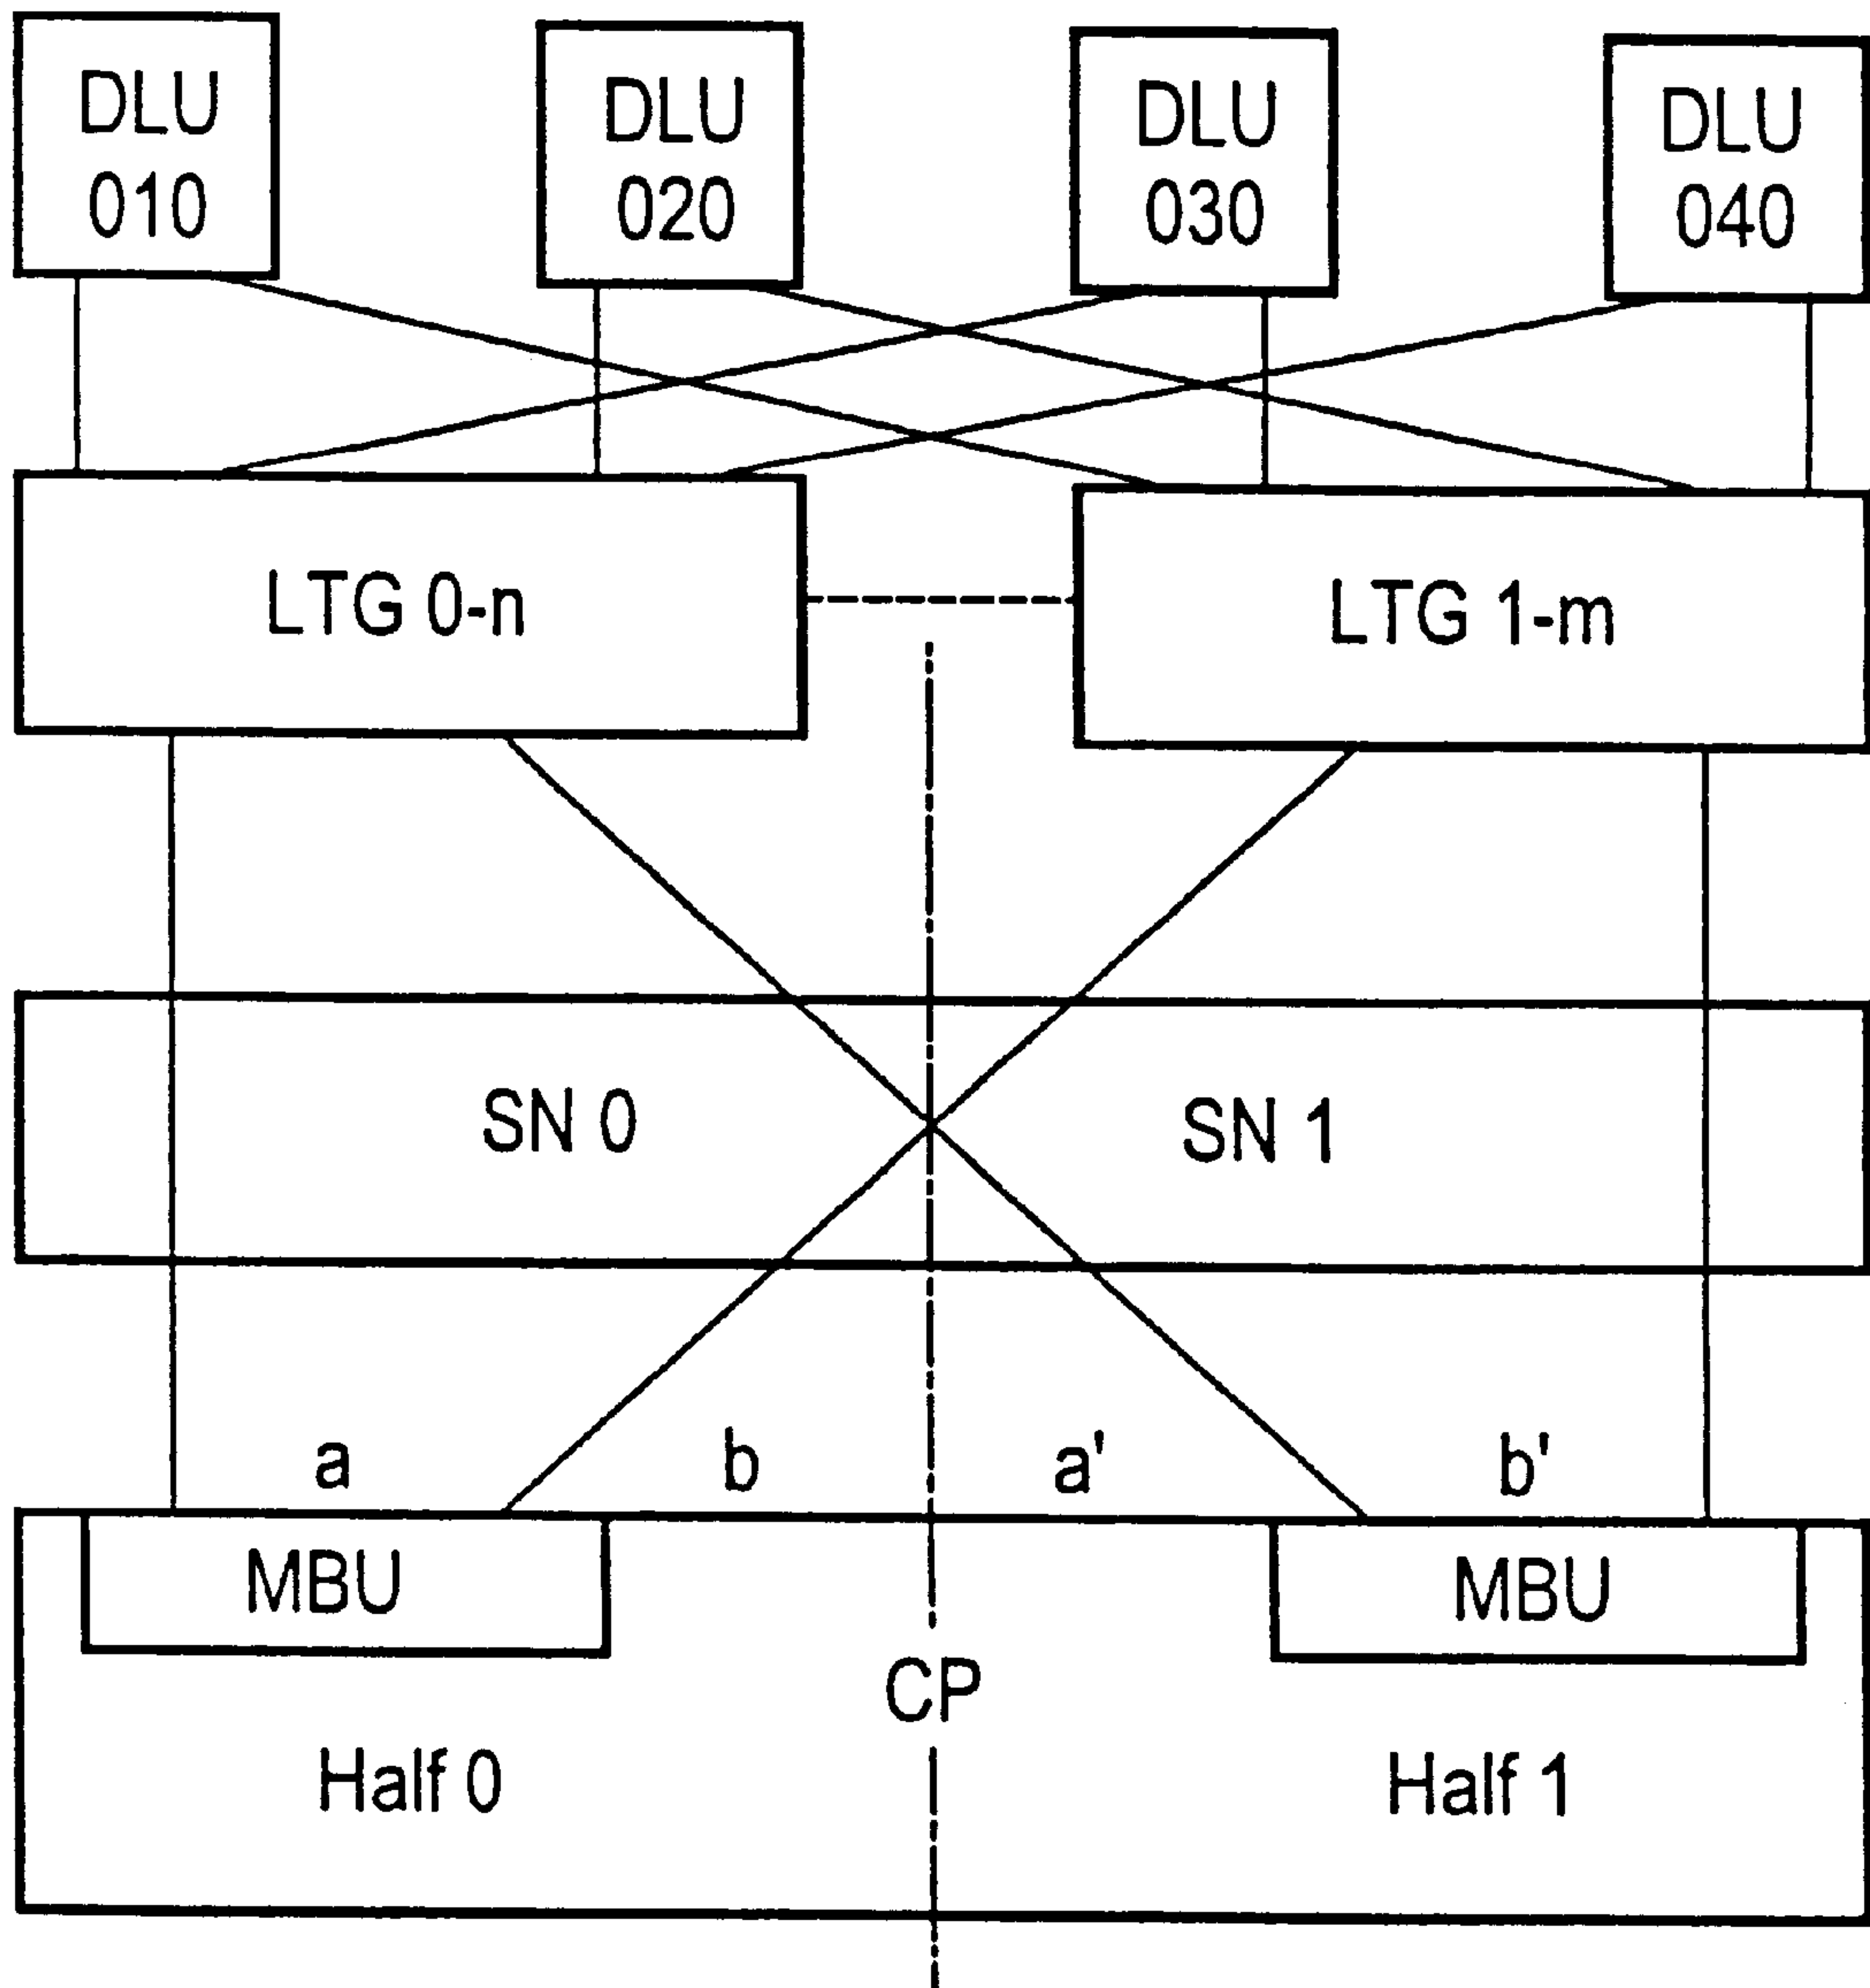 DLU
010
DLU
020
DLU
030
DLU
040
LTG 0-n
LTG 1-m
SN 0
SN 1
a
b
a'
b'
MBU
MBU
CP
Half 0
Half 1